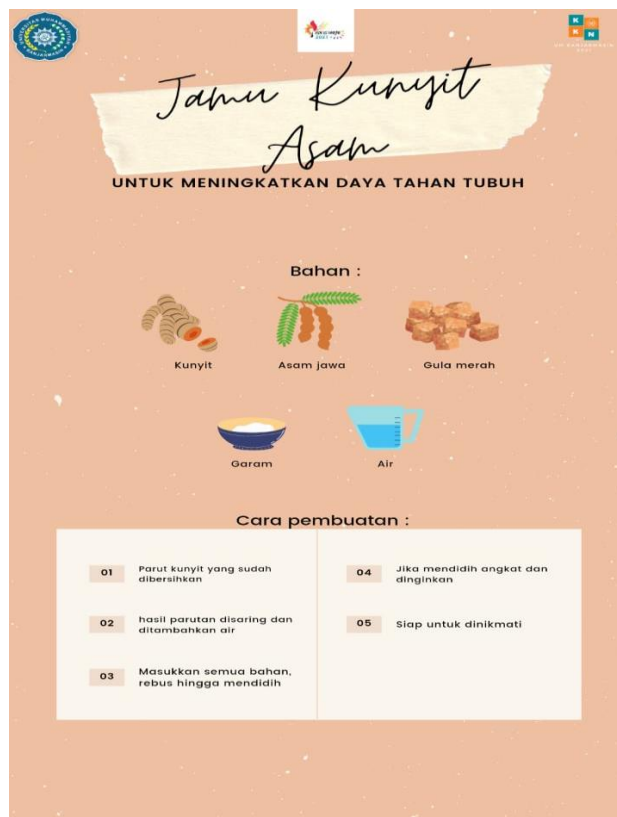 Jamu Kunyit
Asam
UNTUK MENINGKATKAN DAYA TAHAN TUBUH
Bahan :
Kunyit
Asam jawa
Gula merah
Garam
Air
Cara pembuatan :
01
Parut kunyit yang sudah
dibersihkan
02
hasil parutan disaring dan
ditambahkan air
03
Masukkan semua bahan,
rebus hingga mendidih
04
Jika mendidih angkat dan
dinginkan
05
Siap untuk dinikmati
K
K N